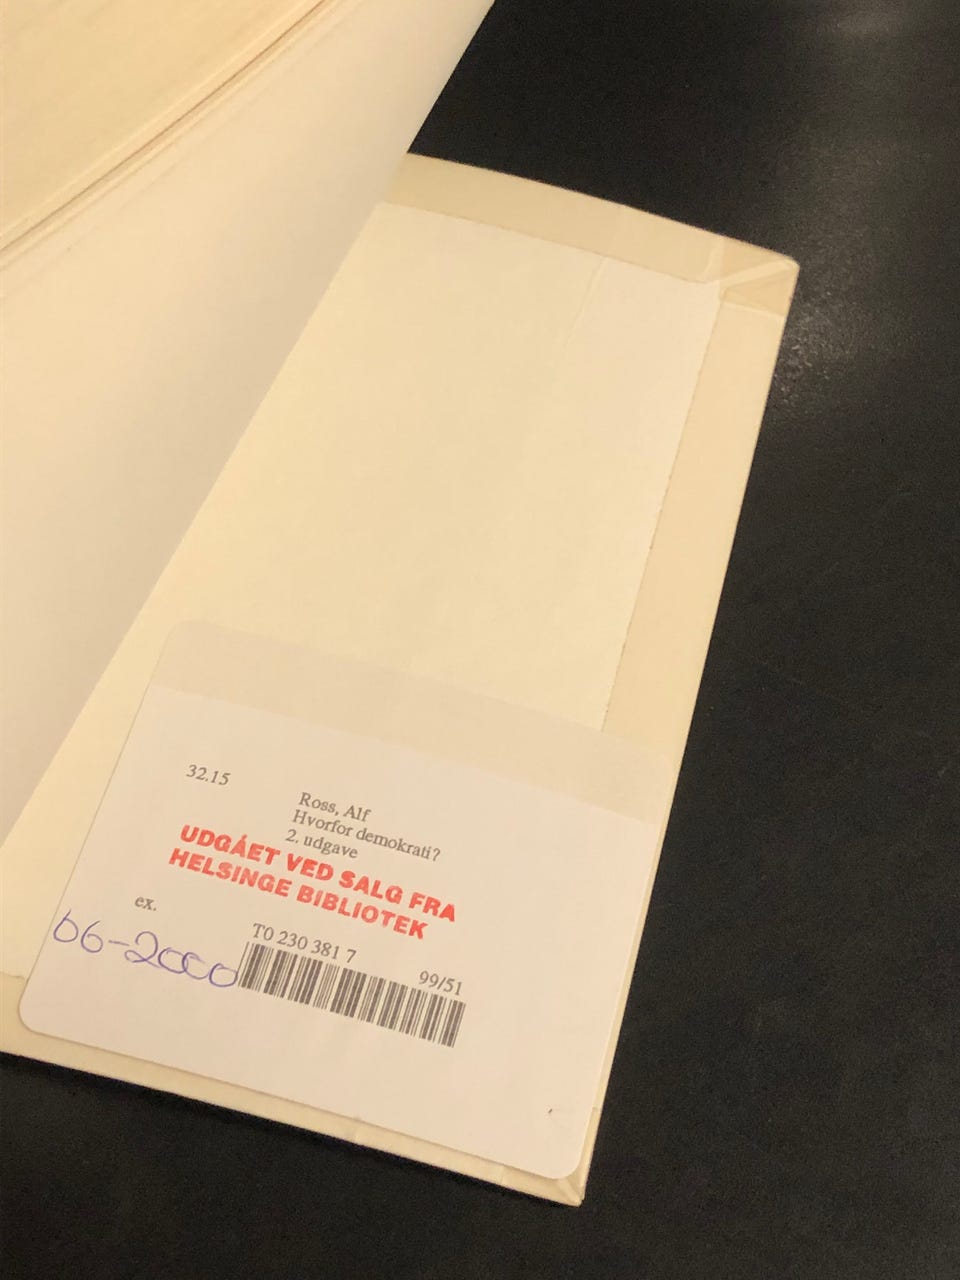 32.15
Ross, Alf
Hvorfor demokrati?
2. udgave
UDGÅET VED SALG FRA
HELSINGE BIBLIOTEK
ex.
06-2000
T0 230 381 7
99/51